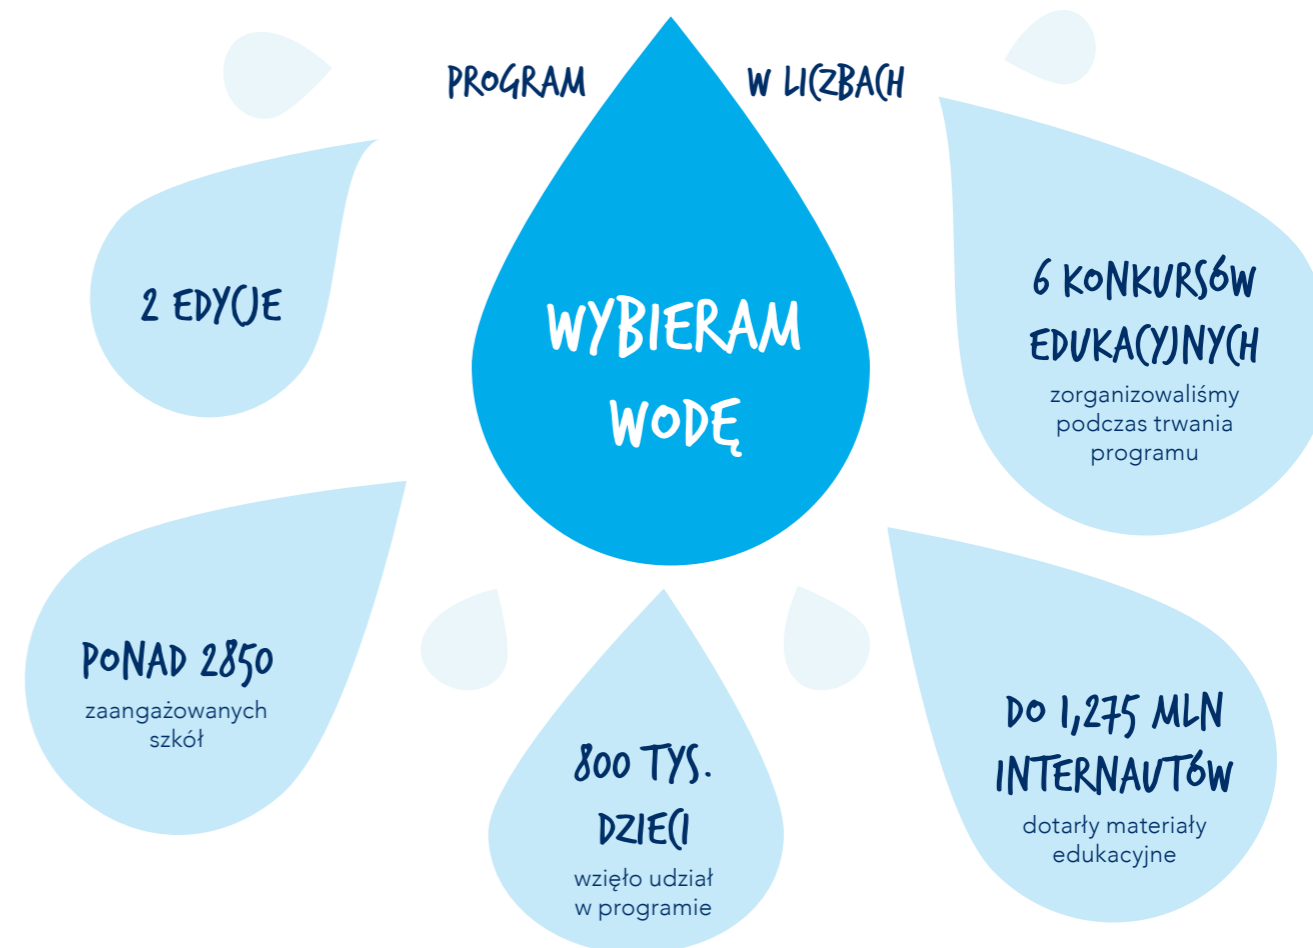 PROGRAM W LICZBACH
WYBIERAM
WODĘ
2 EDYCJE
6 KONKURSÓW
EDUKACYJNYCH
zorganizowaliśmy
podczas trwania
programu
PONAD 2850
zaangażowanych
szkół
800 TYS.
DZIECI
wzięło udział
w programie
DO 1,275 MLN
INTERNAUTÓW
dotarły materiały
edukacyjne